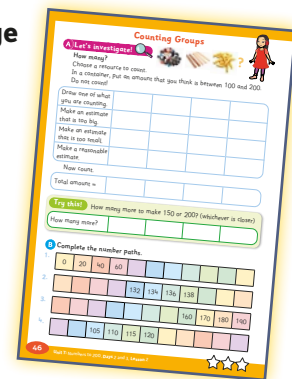 ge
Counting Groups
A Let's investigate!
How many?
Choose a resource to count.
In a container, put an amount that you think is between 100 and 200.
Do not count!
Draw one of what
you are counting.
Make an estimate
that is too big.
Make an estimate
that is too small.
Make a reasonable
estimate.
Now count.
Total amount =
Try this! How many more to make 150 or 200? (whichever is closer)
How many more?
B Complete the number paths.
1. 0 20 40 60
2. 132 134 136 138
3. 160 170 180 190
4. 105 110 115 120
46